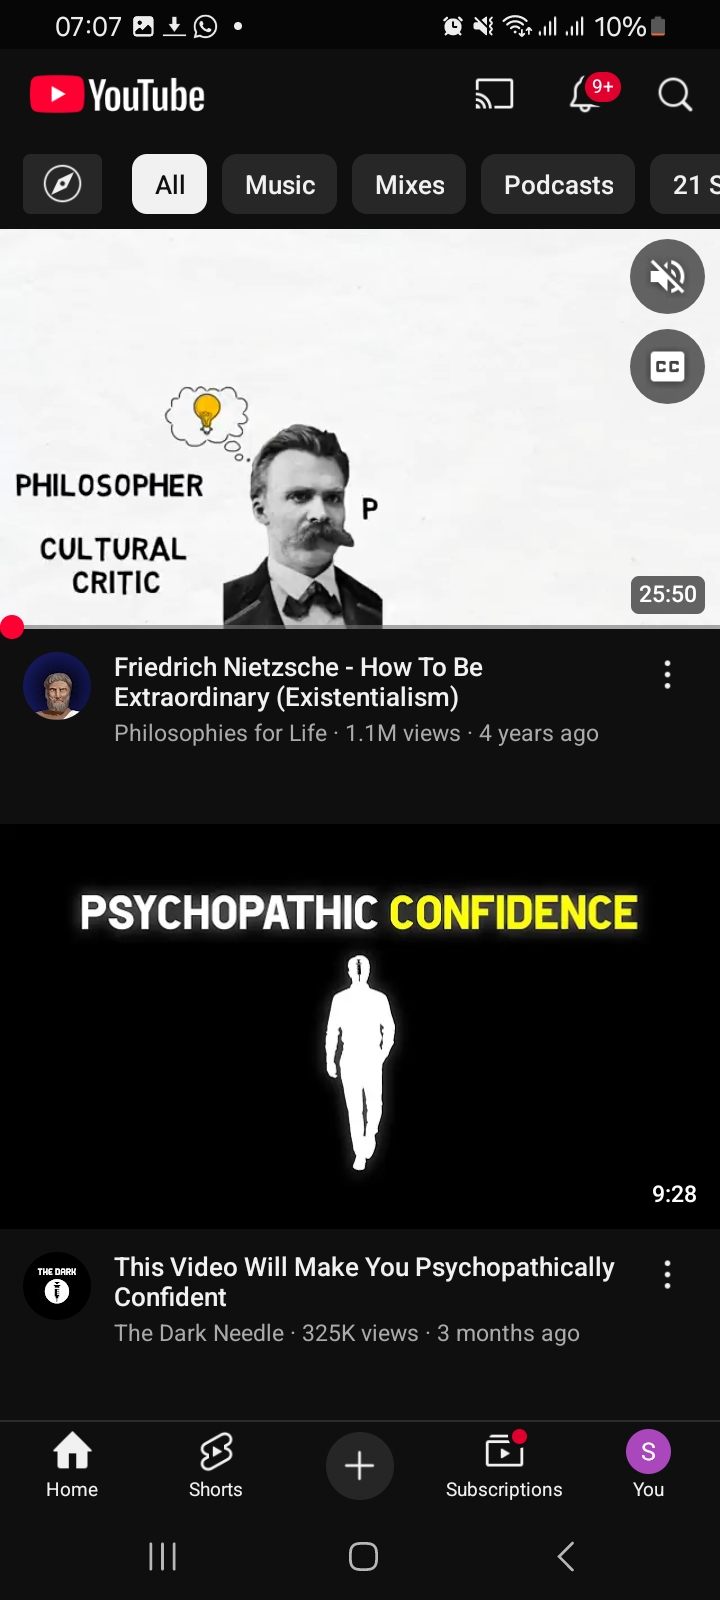 07:07 10%
YouTube 9+
All Music Mixes Podcasts 21 S
CC
PHILOSOPHER
P
CULTURAL
CRITIC
25:50
Friedrich Nietzsche - How To Be
Extraordinary (Existentialism)
Philosophies for Life · 1.1M views · 4 years ago
PSYCHOPATHIC CONFIDENCE
9:28
THE DARK
This Video Will Make You Psychopathically
Confident
The Dark Needle · 325K views · 3 months ago
S
Home Shorts Subscriptions You